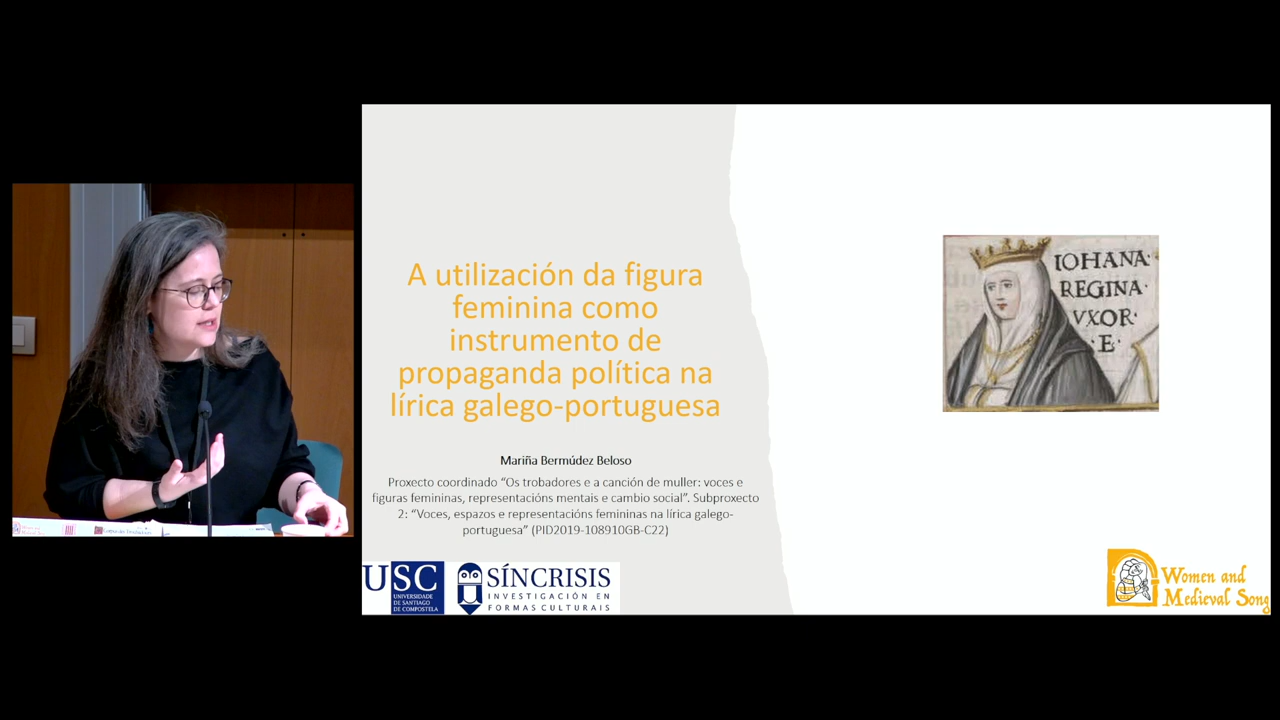 A utilización da figura
feminina como
instrumento de
propaganda política na
lírica galego-portuguesa
Mariña Bermúdez Beloso
Proxecto coordinado “Os trobadores e a canción de muller: voces e
figuras femininas, representacións mentais e cambio social”. Subproxecto
2: “Voces, espazos e representacións femininas na lírica galego-
portuguesa” (PID2019-108910GB-C22)
USC
UNIVERSIDADE
DE SANTIAGO
DE COMPOSTELA
SÍNCRISIS
INVESTIGACIÓN EN
FORMAS CULTURAIS
IOHANA·
REGINA·
VXOR·
·E·
Women and
Medieval Song